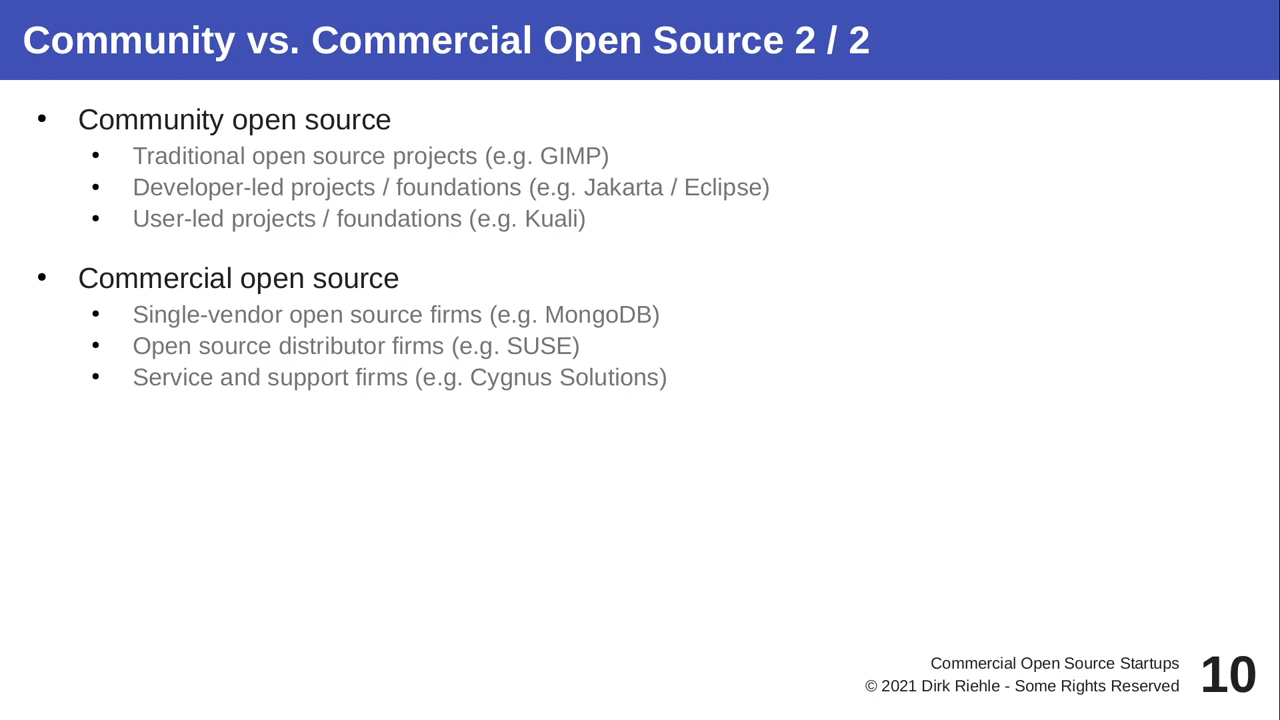 Community vs. Commercial Open Source 2 / 2
• Community open source
• Traditional open source projects (e.g. GIMP)
• Developer-led projects / foundations (e.g. Jakarta / Eclipse)
• User-led projects / foundations (e.g. Kuali)
• Commercial open source
• Single-vendor open source firms (e.g. MongoDB)
• Open source distributor firms (e.g. SUSE)
• Service and support firms (e.g. Cygnus Solutions)
Commercial Open Source Startups
© 2021 Dirk Riehle - Some Rights Reserved
10